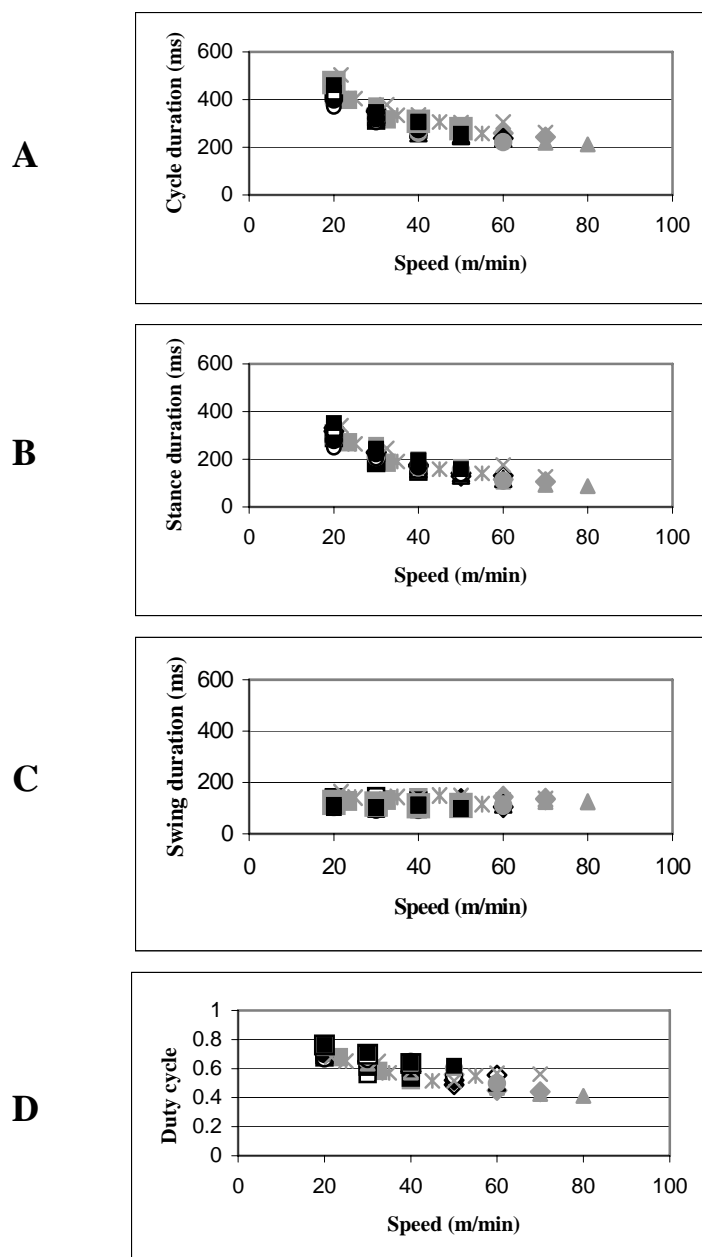 A
Cycle duration (ms)
600
400
200
0
0 20 40 60 80 100
Speed (m/min)
B
Stance duration (ms)
600
400
200
0
0 20 40 60 80 100
Speed (m/min)
C
Swing duration (ms)
600
400
200
0
0 20 40 60 80 100
Speed (m/min)
D
Duty cycle
1
0.8
0.6
0.4
0.2
0
0 20 40 60 80 100
Speed (m/min)